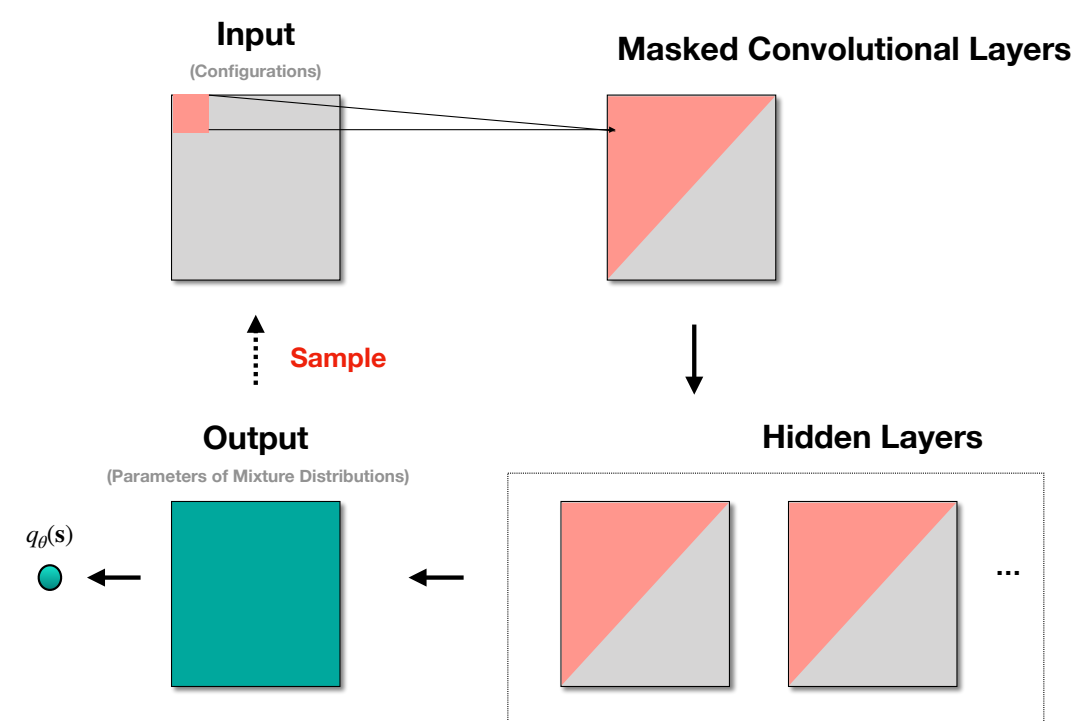 Input
(Configurations)
Masked Convolutional Layers
Sample
Output
(Parameters of Mixture Distributions)
Hidden Layers
qθ(s)
...